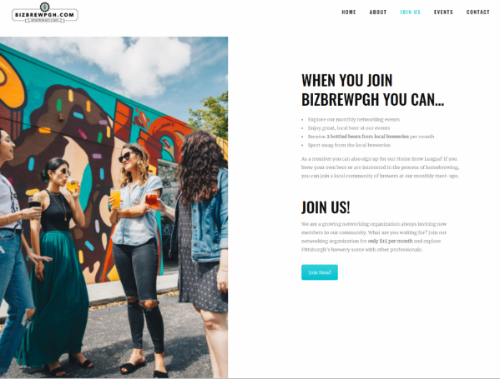 BIZBREWPGH.COM
HOME ABOUT JOIN US EVENTS CONTACT
WHEN YOU JOIN
BIZBREWPGH YOU CAN...
Explore our monthly networking events
Enjoy great, local beer at our events
Receive 2 bottled beers from local breweries per month
Sport swag from the local breweries
As a member you can also sign up for our Home Brew League! If you
brew your own beer or are interested in the process of homebrewing,
you can join a local community of brewers at our monthly meet-ups.
JOIN US!
We are a growing networking organization always inviting new
members to our community. What are you waiting for? Join our
networking organization for only per month and explore
Pittsburgh's brewery scene with other professionals.
Join Now!